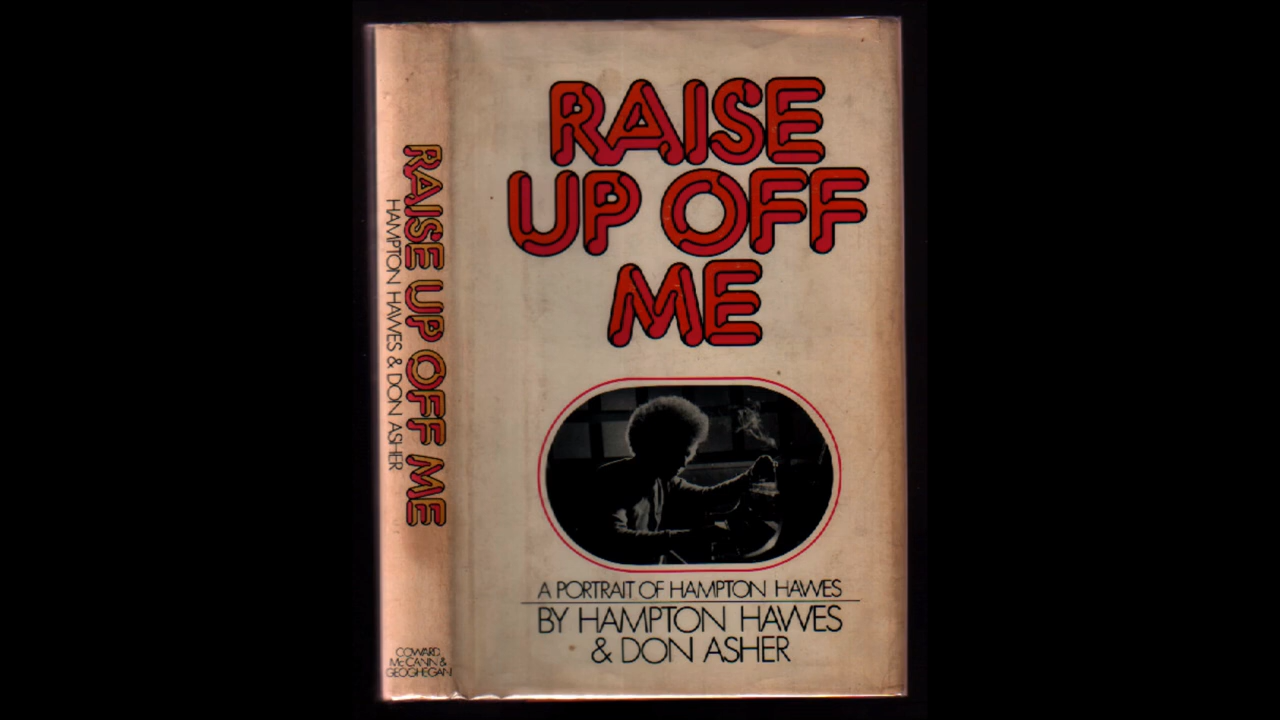 RAISE UP OFF ME
HAMPTON HAWES & DON ASHER
COWARD,
McCANN &
GEOGHEGAN
RAISE
UP OFF
ME
A PORTRAIT OF HAMPTON HAWES
BY HAMPTON HAWES
& DON ASHER